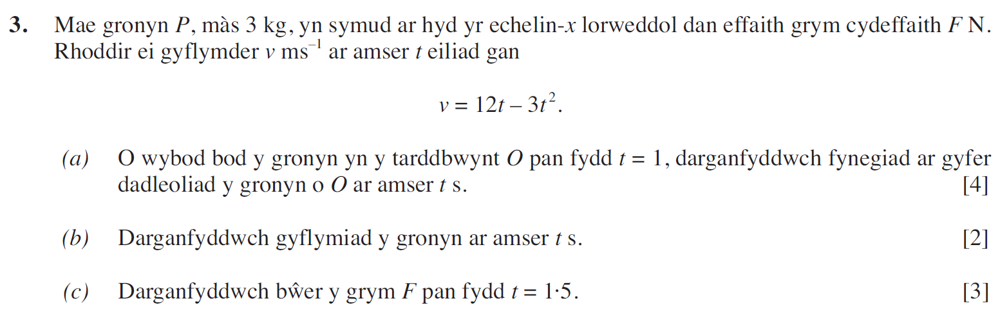 3. Mae gronyn P, màs 3 kg, yn symud ar hyd yr echelin-x lorweddol dan effaith grym cydeffaith F N.
Rhoddir ei gyflymder v ms⁻¹ ar amser t eiliad gan
v = 12t – 3t².
(a) O wybod bod y gronyn yn y tarddbwynt O pan fydd t = 1, darganfyddwch fynegiad ar gyfer
dadleoliad y gronyn o O ar amser t s. [4]
(b) Darganfyddwch gyflymiad y gronyn ar amser t s. [2]
(c) Darganfyddwch bŵer y grym F pan fydd t = 1·5. [3]